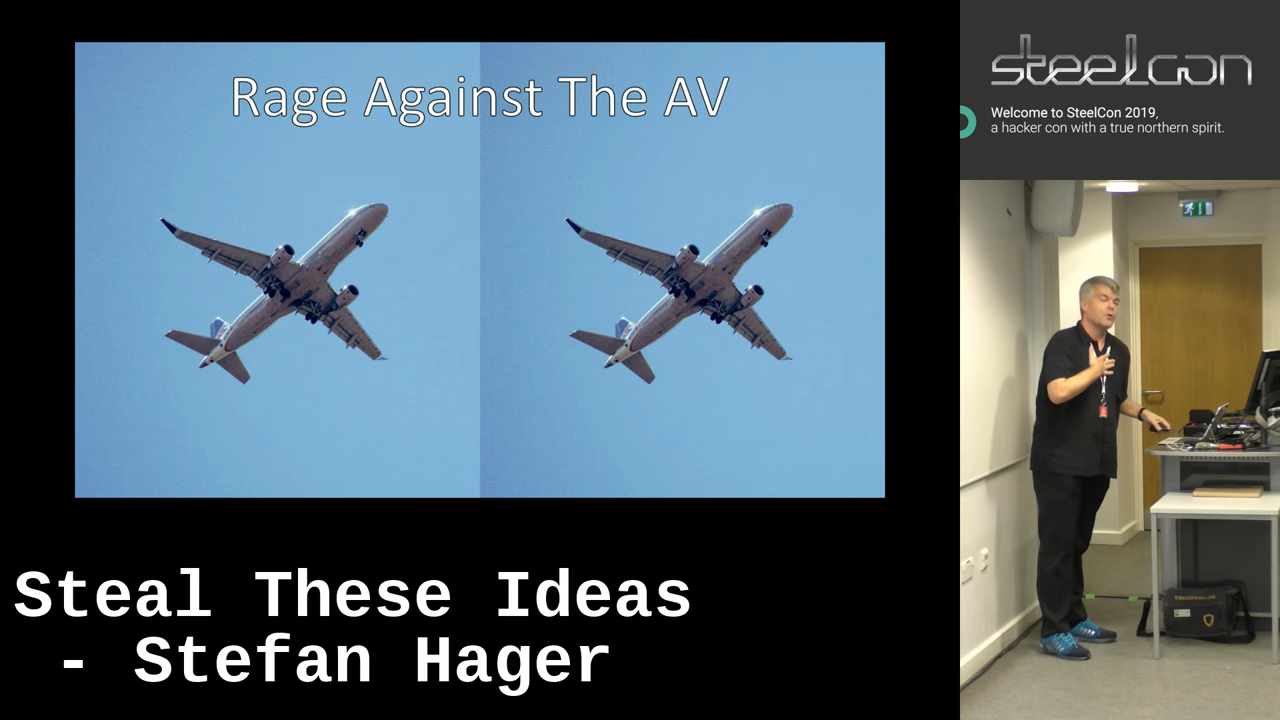 Rage Against The AV
steelcon
Welcome to SteelCon 2019,
a hacker con with a true northern spirit.
TROOPERS
Steal These Ideas
- Stefan Hager